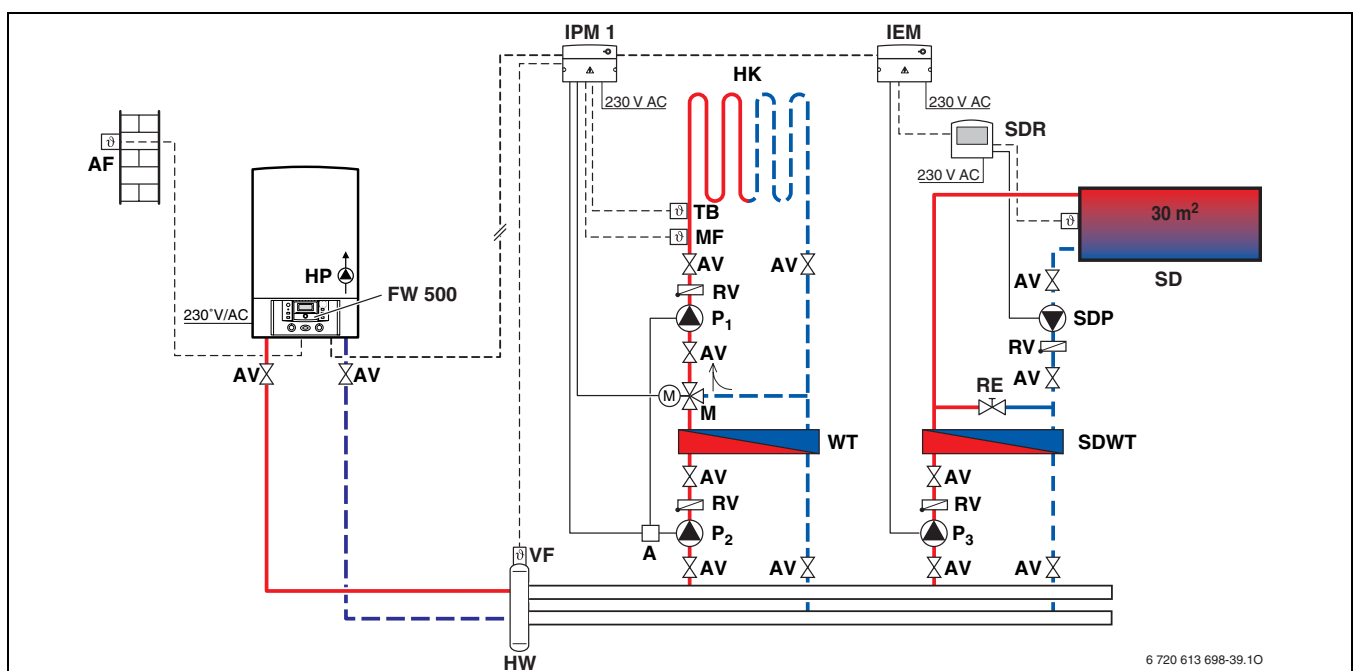 IPM 1
IEM
HK
230 V AC
230 V AC
SDR
AF
ϑ
230 V AC
30 m²
ϑ
TB
ϑ
ϑ
MF
SD
HP
AV
AV
AV
FW 500
RV
230˚V/AC
P₁
SDP
AV
RV
AV
AV
AV
RE
M
M
WT
SDWT
AV
AV
RV
RV
ϑ
VF
A
P₂
P₃
AV
AV
AV
AV
HW
6 720 613 698-39.1O